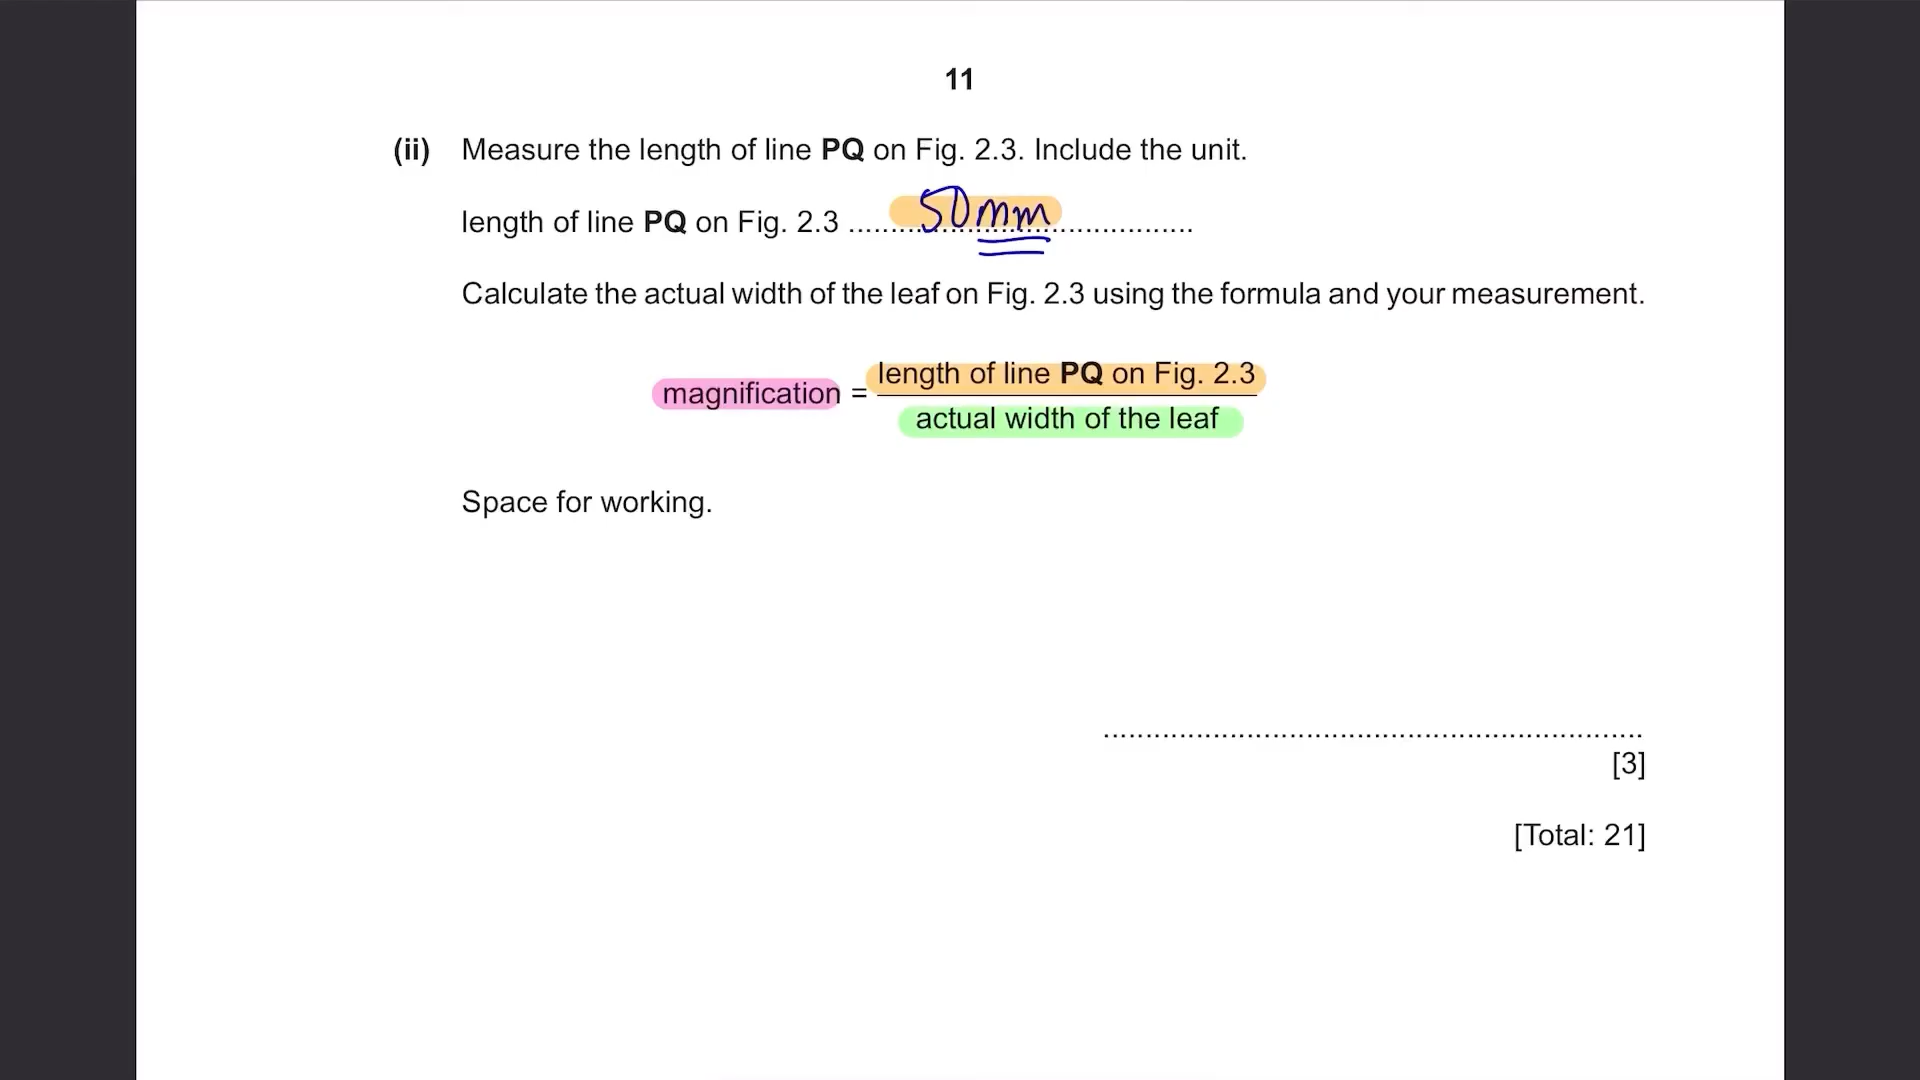 11
(ii) Measure the length of line PQ on Fig. 2.3. Include the unit.
length of line PQ on Fig. 2.3 ......................................... 50mm
Calculate the actual width of the leaf on Fig. 2.3 using the formula and your measurement.
length of line PQ on Fig. 2.3
magnification =
actual width of the leaf
Space for working.
................................................................
[3]
[Total: 21]